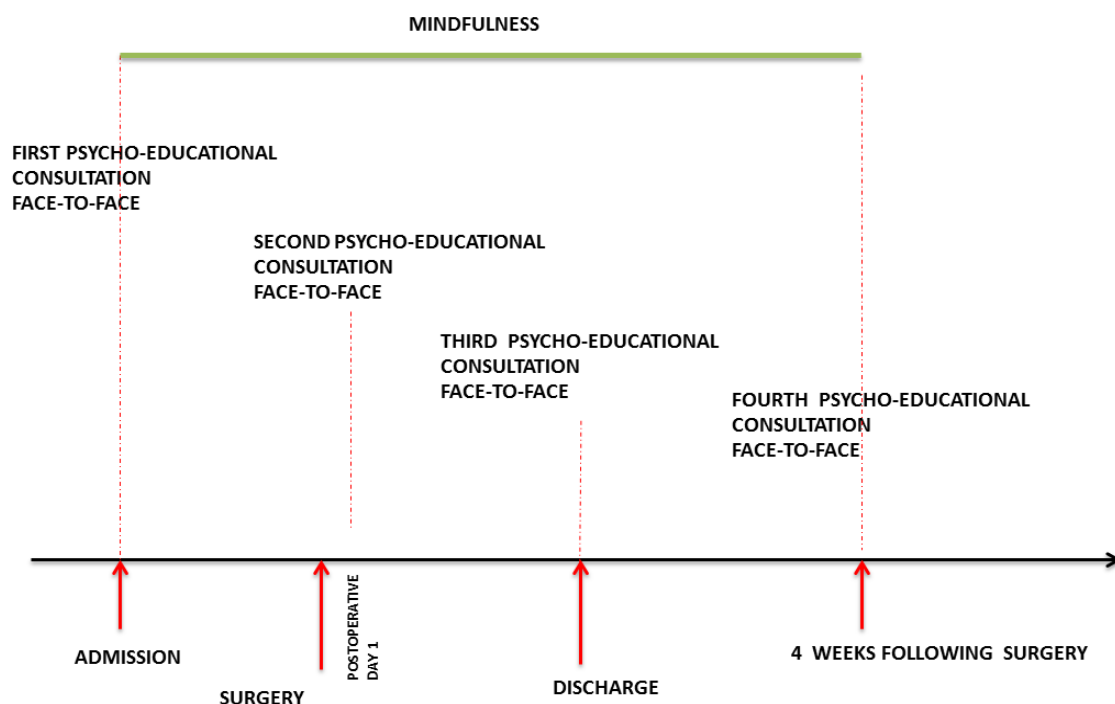 MINDFULNESS
FIRST PSYCHO-EDUCATIONAL
CONSULTATION
FACE-TO-FACE
SECOND PSYCHO-EDUCATIONAL
CONSULTATION
FACE-TO-FACE
THIRD PSYCHO-EDUCATIONAL
CONSULTATION
FACE-TO-FACE
FOURTH PSYCHO-EDUCATIONAL
CONSULTATION
FACE-TO-FACE
ADMISSION
SURGERY
POSTOPERATIVE
DAY 1
DISCHARGE
4 WEEKS FOLLOWING SURGERY